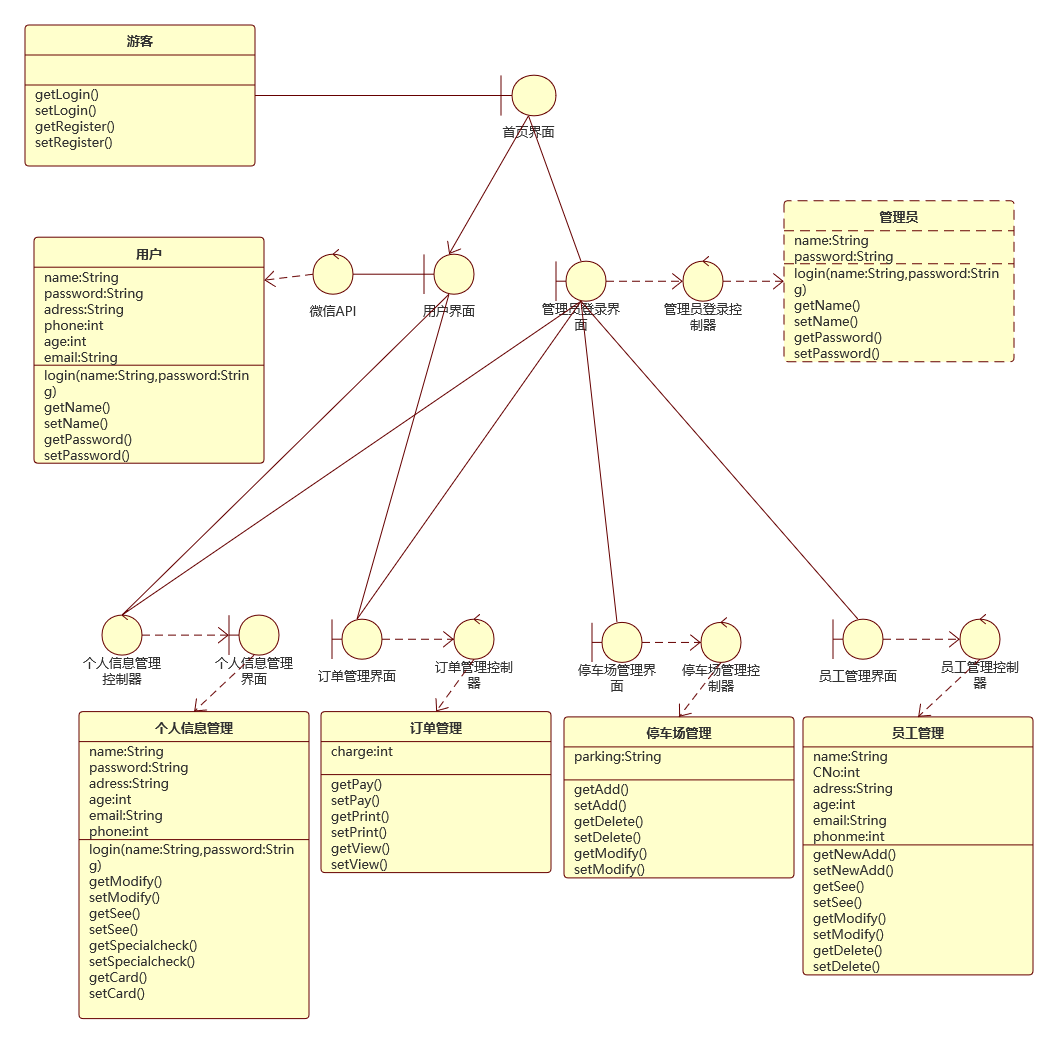 游客
getLogin()
setLogin()
getRegister()
setRegister()
首页界面
用户
name:String
password:String
adress:String
phone:int
age:int
email:String
login(name:String,password:Strin
g)
getName()
setName()
getPassword()
setPassword()
微信API
用户界面
管理员登录界
面
管理员登录控
制器
管理员
name:String
password:String
login(name:String,password:Strin
g)
getName()
setName()
getPassword()
setPassword()
个人信息管理
控制器
个人信息管理
界面
订单管理界面
订单管理控制
器
停车场管理界
面
停车场管理控
制器
员工管理界面
员工管理控制
器
个人信息管理
name:String
password:String
adress:String
age:int
email:String
phone:int
login(name:String,password:Strin
g)
getModify()
setModify()
getSee()
setSee()
getSpecialcheck()
setSpecialcheck()
getCard()
setCard()
订单管理
charge:int
getPay()
setPay()
getPrint()
setPrint()
getView()
setView()
停车场管理
parking:String
getAdd()
setAdd()
getDelete()
setDelete()
getModify()
setModify()
员工管理
name:String
CNo:int
adress:String
age:int
email:String
phonme:int
getNewAdd()
setNewAdd()
getSee()
setSee()
getModify()
setModify()
getDelete()
setDelete()